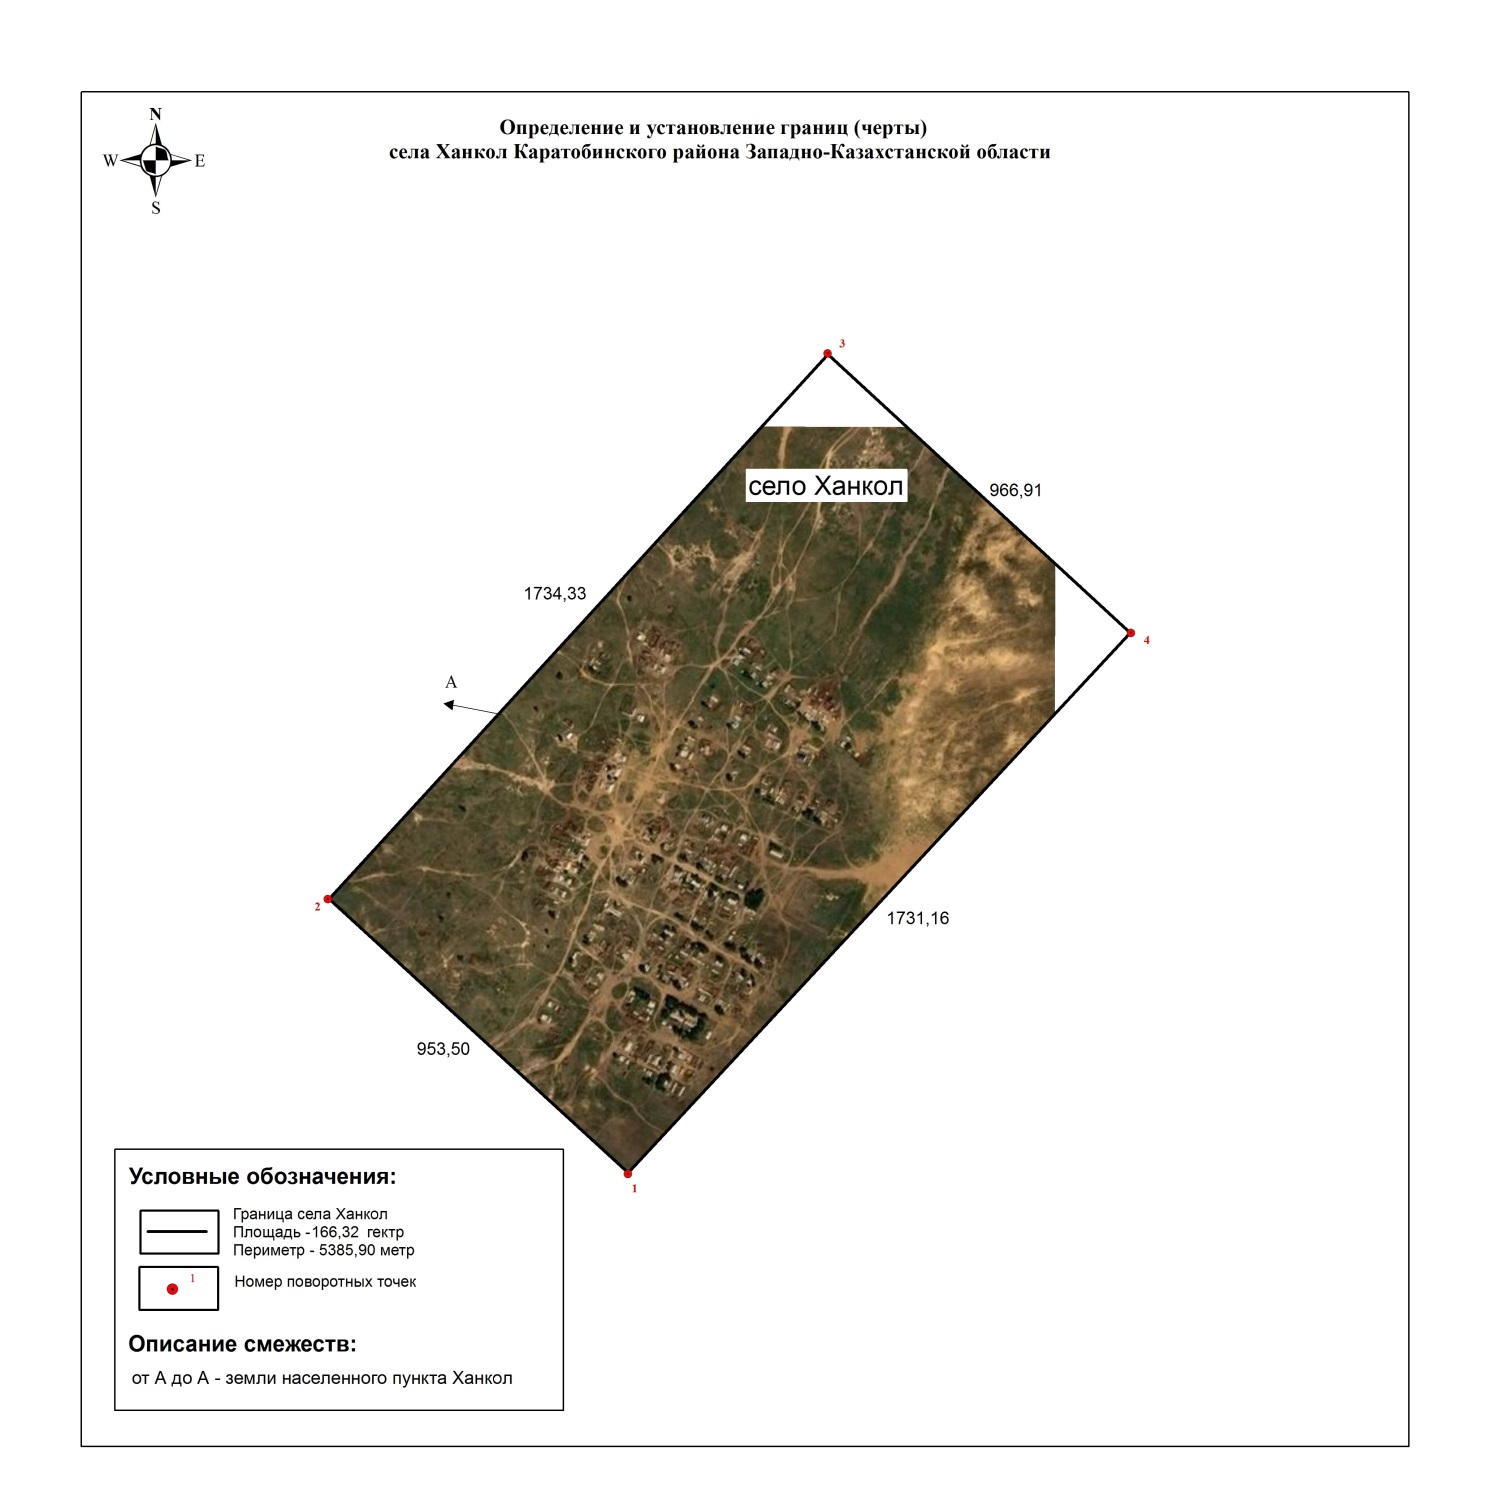 N
W E
S
Определение и установление границ (черты)
села Ханкол Каратобинского района Западно-Казахстанской области
3
село Ханкол
966,91
1734,33
4
А
2
1731,16
953,50
1
Условные обозначения:
Граница села Ханкол
Площадь -166,32 гектр
Периметр - 5385,90 метр
1
Номер поворотных точек
Описание смежеств:
от А до А - земли населенного пункта Ханкол